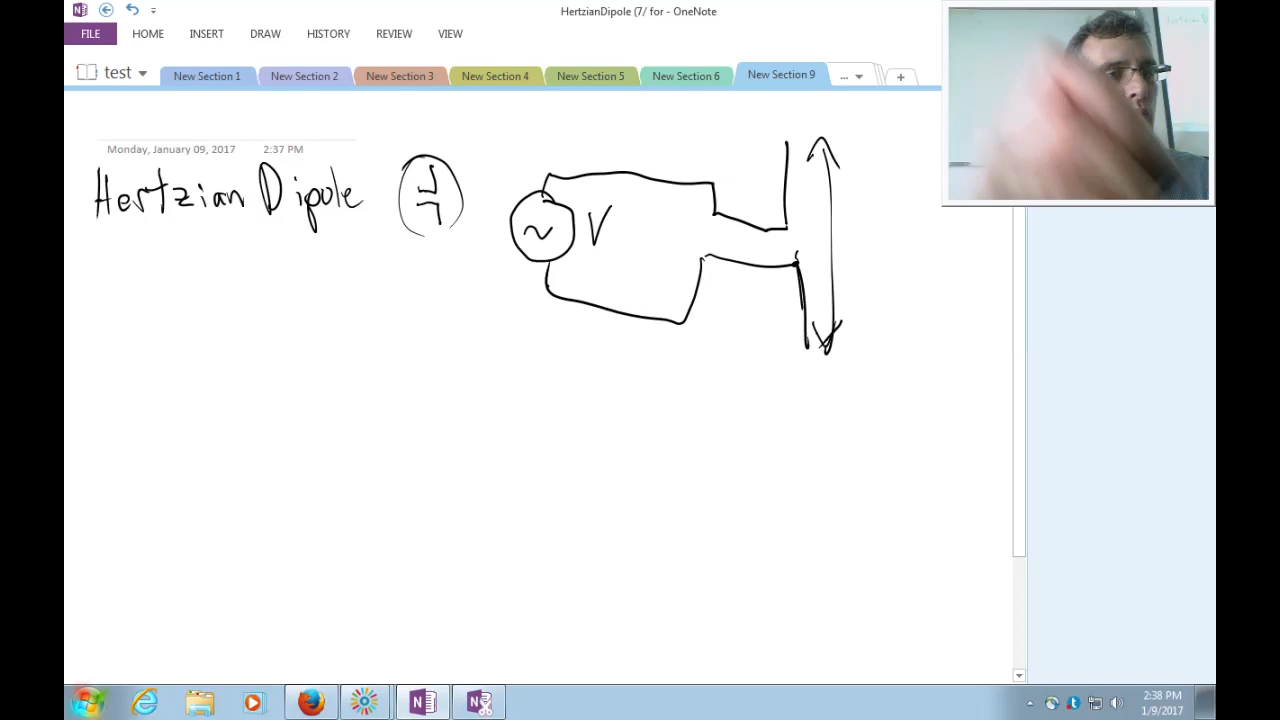 HertzianDipole (7/ for - OneNote
FILE HOME INSERT DRAW HISTORY REVIEW VIEW
test New Section 1 New Section 2 New Section 3 New Section 4 New Section 5 New Section 6 New Section 9 ... +
Monday, January 09, 2017 2:37 PM
Hertzian Dipole
V
2:38 PM
1/9/2017